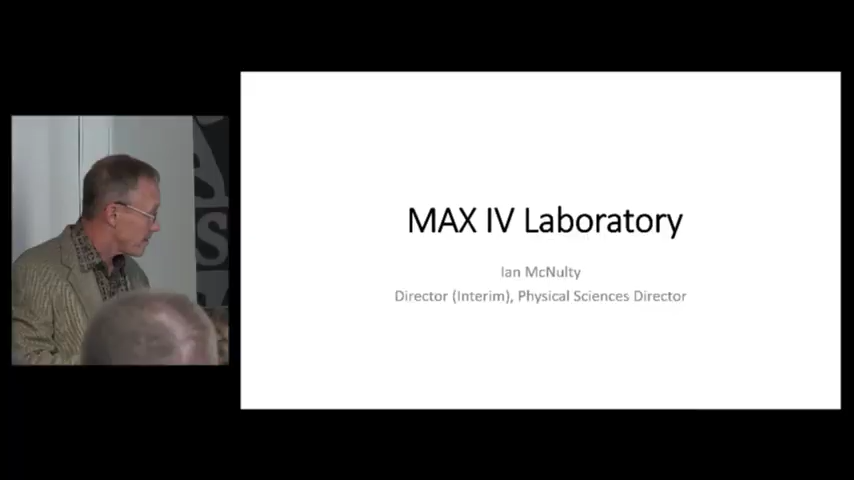 MAX IV Laboratory
Ian McNulty
Director (Interim), Physical Sciences Director